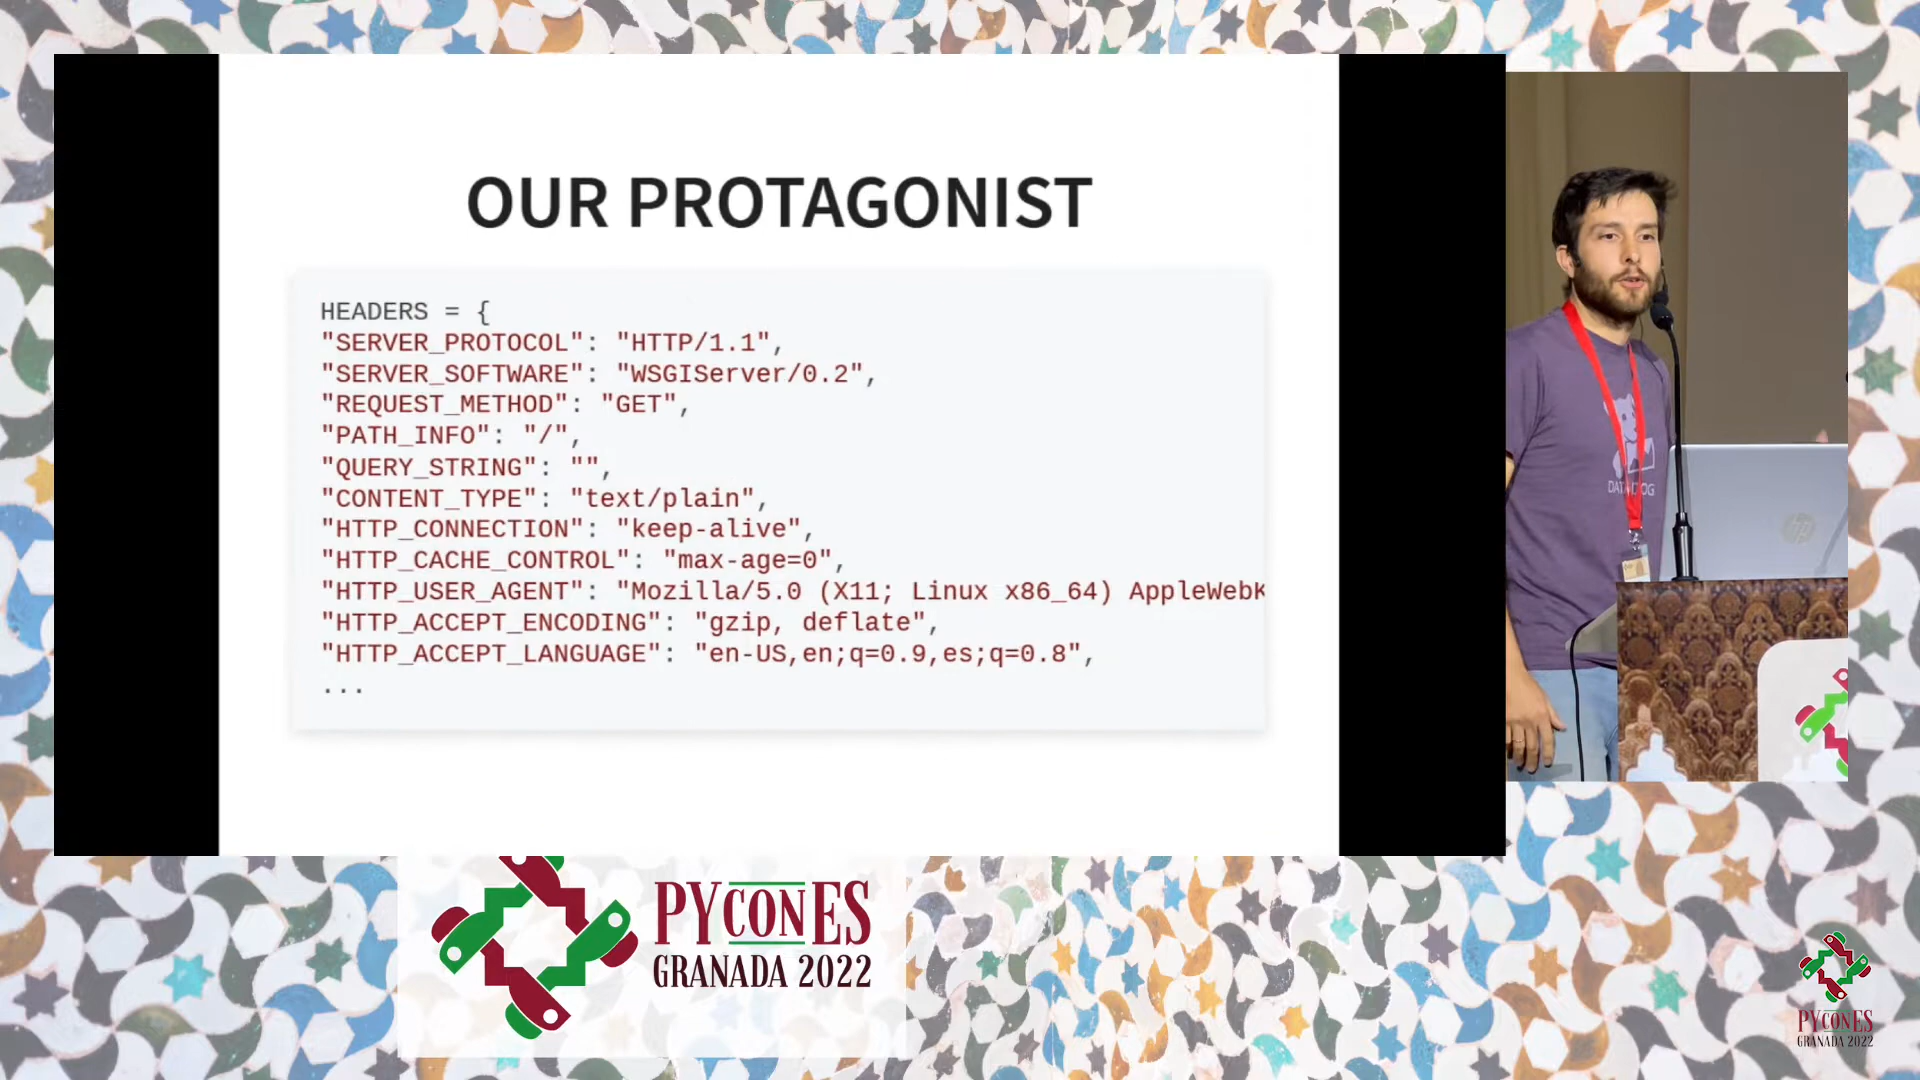 OUR PROTAGONIST
HEADERS = {
"SERVER_PROTOCOL": "HTTP/1.1",
"SERVER_SOFTWARE": "WSGIServer/0.2",
"REQUEST_METHOD": "GET",
"PATH_INFO": "/",
"QUERY_STRING": "",
"CONTENT_TYPE": "text/plain",
"HTTP_CONNECTION": "keep-alive",
"HTTP_CACHE_CONTROL": "max-age=0",
"HTTP_USER_AGENT": "Mozilla/5.0 (X11; Linux x86_64) AppleWebK
"HTTP_ACCEPT_ENCODING": "gzip, deflate",
"HTTP_ACCEPT_LANGUAGE": "en-US,en;q=0.9,es;q=0.8",
...
hp
PYCONES
GRANADA 2022
PYCONES
GRANADA 2022